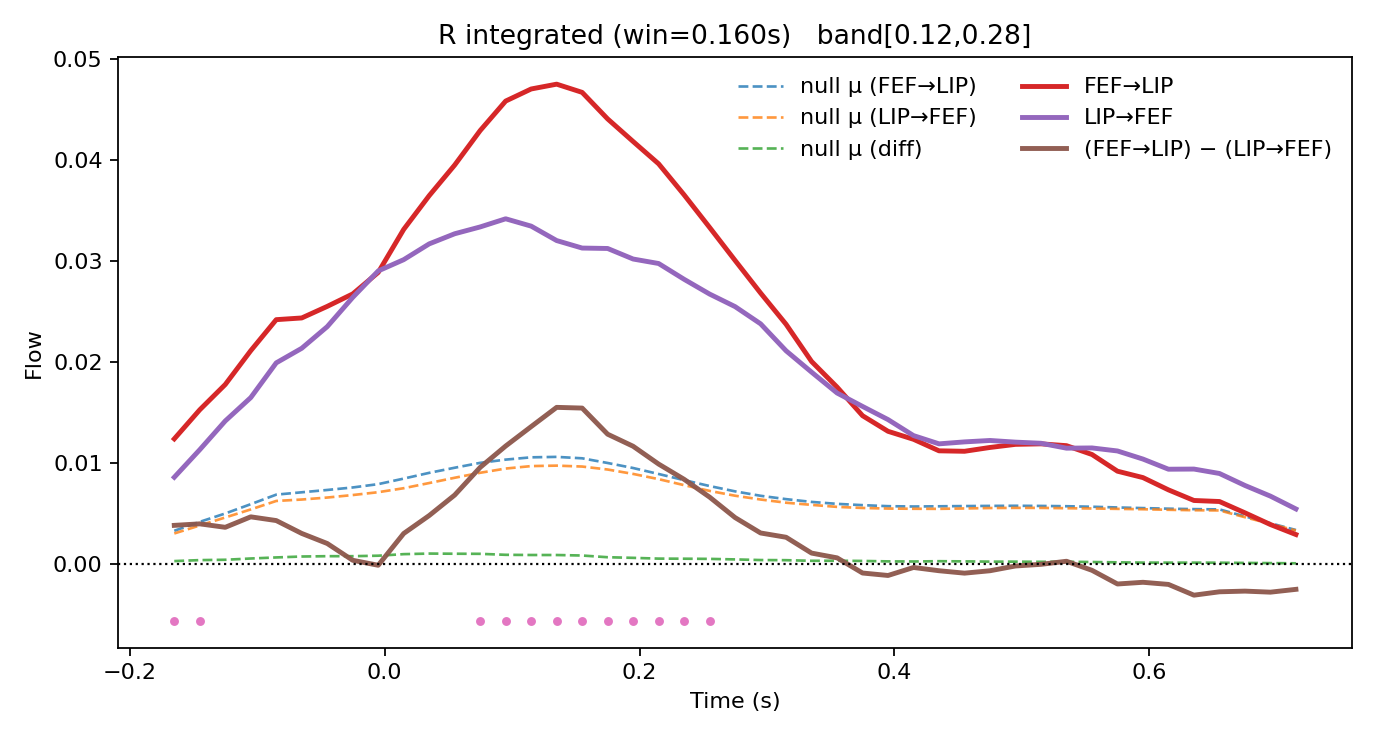 R integrated (win=0.160s)   band[0.12,0.28]
null μ (FEF→LIP)
null μ (LIP→FEF)
null μ (diff)
FEF→LIP
LIP→FEF
(FEF→LIP) − (LIP→FEF)
Flow
0.05
0.04
0.03
0.02
0.01
0.00
−0.2
0.0
0.2
0.4
0.6
Time (s)